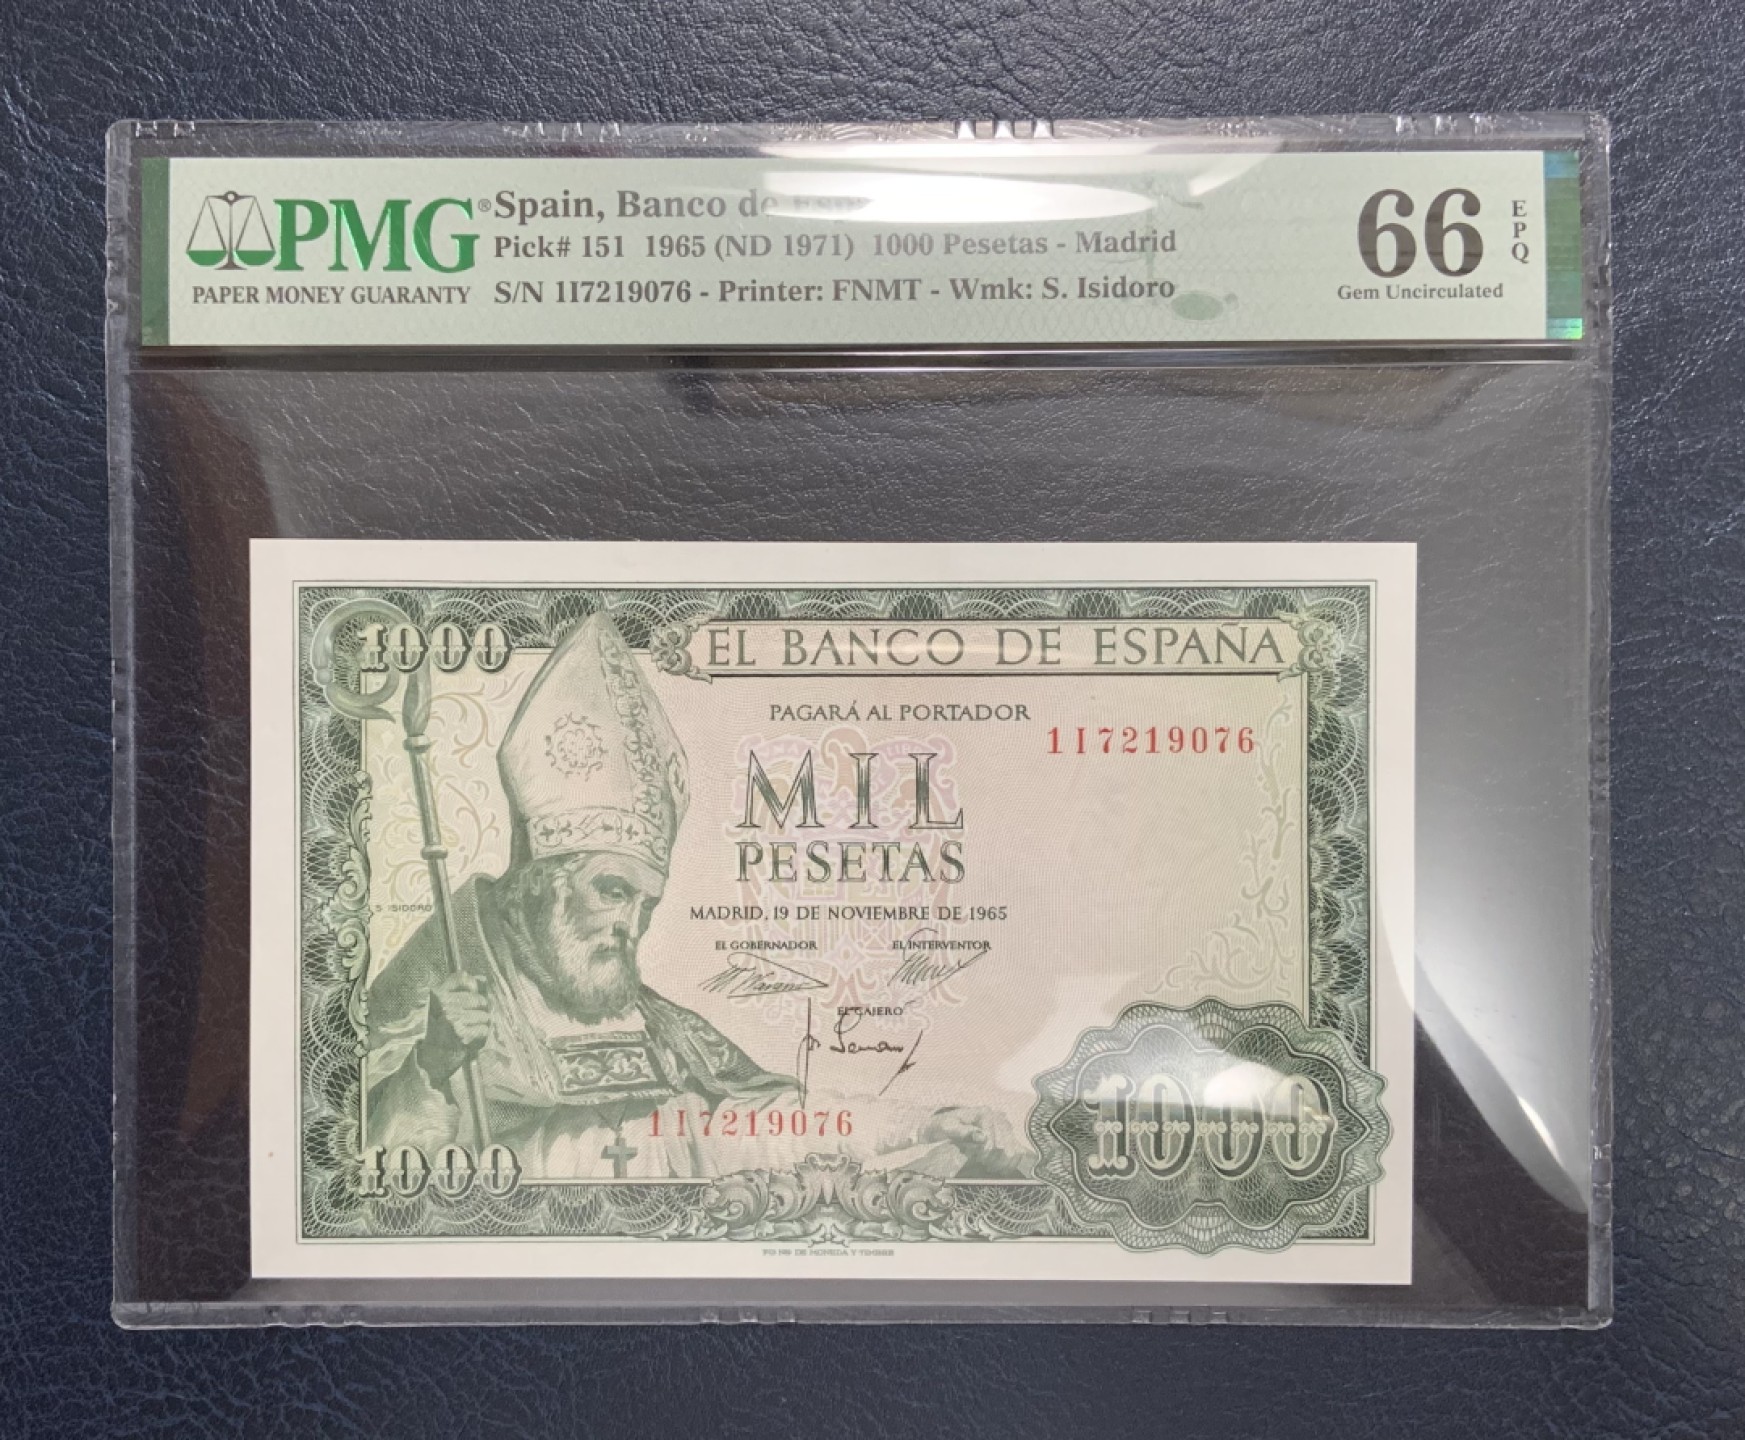 PMG®
PAPER MONEY GUARANTY
Spain, Banco de
Pick# 151 1965 (ND 1971) 1000 Pesetas - Madrid
S/N 1I7219076 - Printer: FNMT - Wmk: S. Isidoro
66
EPQ
Gem Uncirculated
1000
EL BANCO DE ESPAÑA
PAGARÁ AL PORTADOR
1I7219076
MIL
PESETAS
S. ISIDORO
MADRID, 19 DE NOVIEMBRE DE 1965
EL GOBERNADOR
EL INTERVENTOR
EL CAJERO
1I7219076
1000
1000